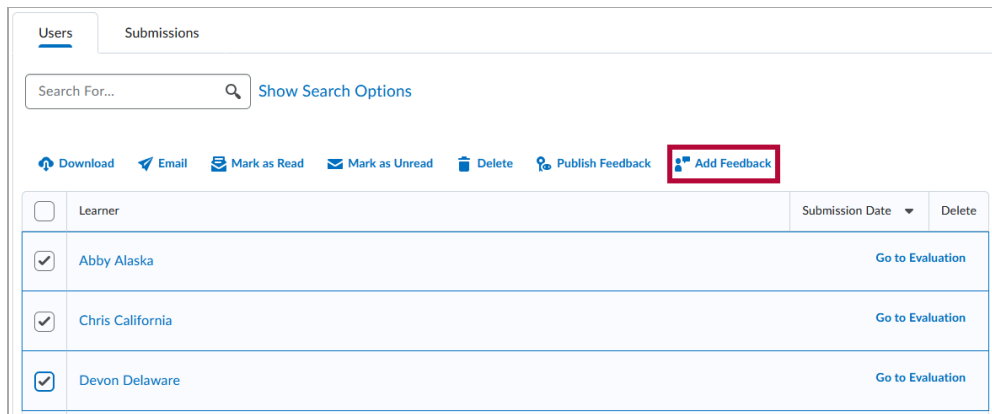 Users Submissions
Search For... Show Search Options
Download Email Mark as Read Mark as Unread Delete Publish Feedback Add Feedback
Learner Submission Date Delete
Abby Alaska Go to Evaluation
Chris California Go to Evaluation
Devon Delaware Go to Evaluation